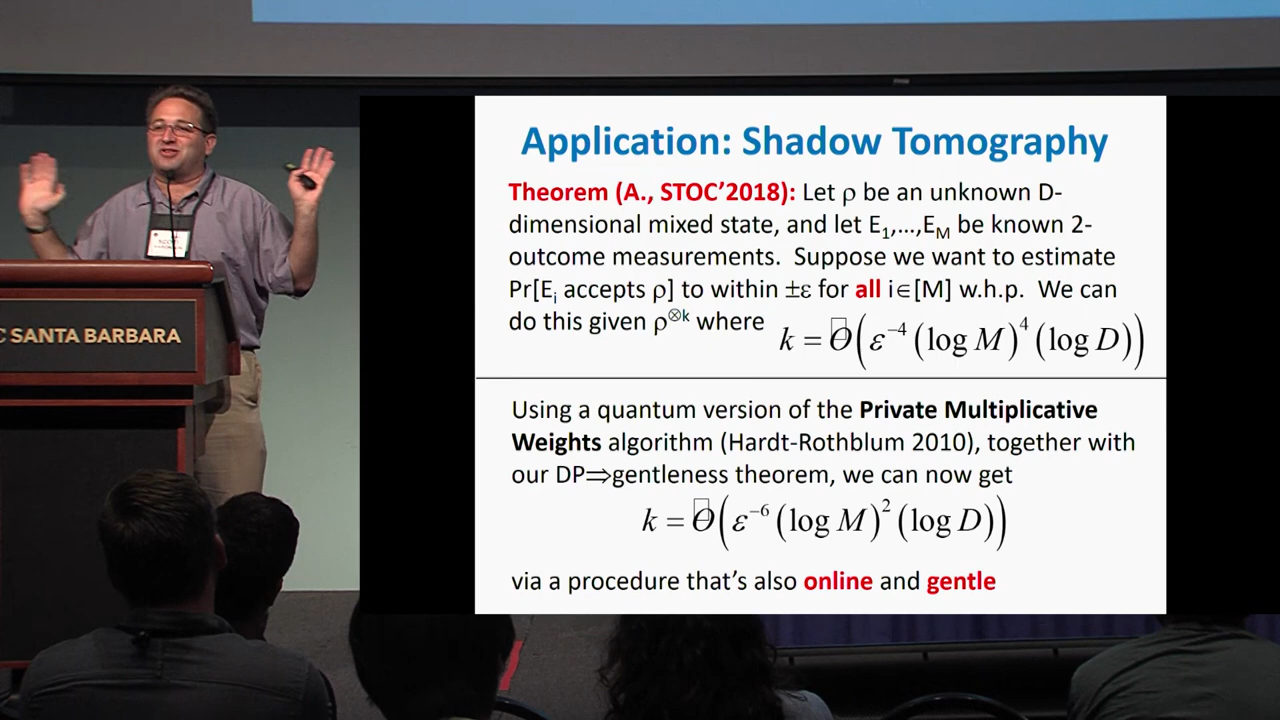 Application: Shadow Tomography
Theorem (A., STOC’2018): Let ρ be an unknown D-
dimensional mixed state, and let E₁,…,E_M be known 2-
outcome measurements. Suppose we want to estimate
Pr[Eᵢ accepts ρ] to within ±ε for all i∈[M] w.h.p. We can
do this given ρ^⊗k where k = Õ(ε⁻⁴ (log M)⁴ (log D))
Using a quantum version of the Private Multiplicative
Weights algorithm (Hardt-Rothblum 2010), together with
our DP⇒gentleness theorem, we can now get
k = Õ(ε⁻⁶ (log M)² (log D))
via a procedure that’s also online and gentle
C SANTA BARBARA
SCOTT